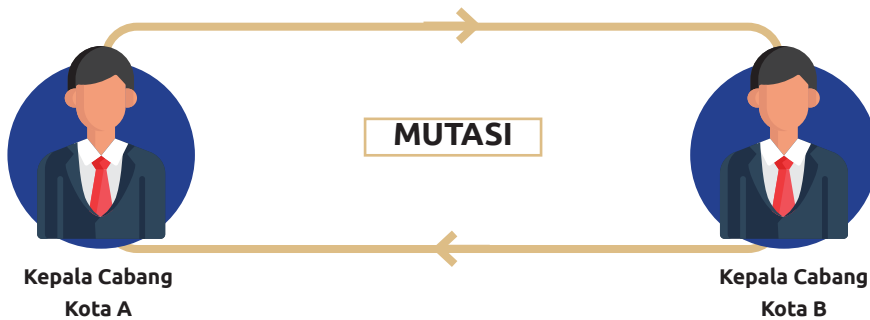 MUTASI
Kepala Cabang
Kota A
Kepala Cabang
Kota B